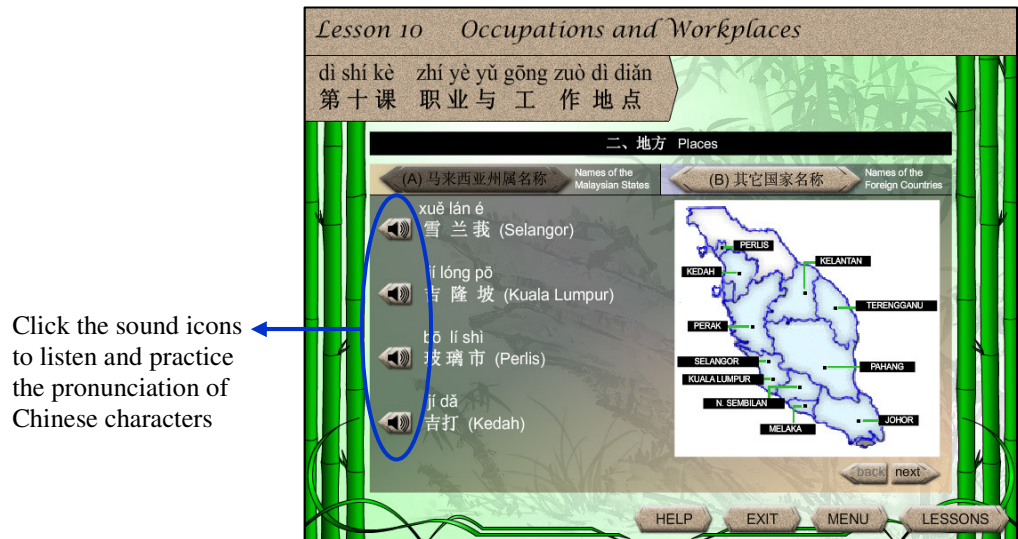 Lesson 10 Occupations and Workplaces
dì shí kè zhí yè yǔ gōng zuò dì diǎn
第 十 课 职 业 与 工 作 地 点
二、地方 Places
(A) 马来西亚州属名称
Names of the
Malaysian States
(B) 其它国家名称
Names of the
Foreign Countries
xuě lán é
雪 兰 莪 (Selangor)
jí lóng pō
吉 隆 坡 (Kuala Lumpur)
bō lí shì
玻 璃 市 (Perlis)
jí dǎ
吉打 (Kedah)
PERLIS
KELANTAN
KEDAH
TERENGGANU
PERAK
SELANGOR
PAHANG
KUALA LUMPUR
N. SEMBILAN
JOHOR
MELAKA
back next
HELP EXIT MENU LESSONS
Click the sound icons
to listen and practice
the pronunciation of
Chinese characters